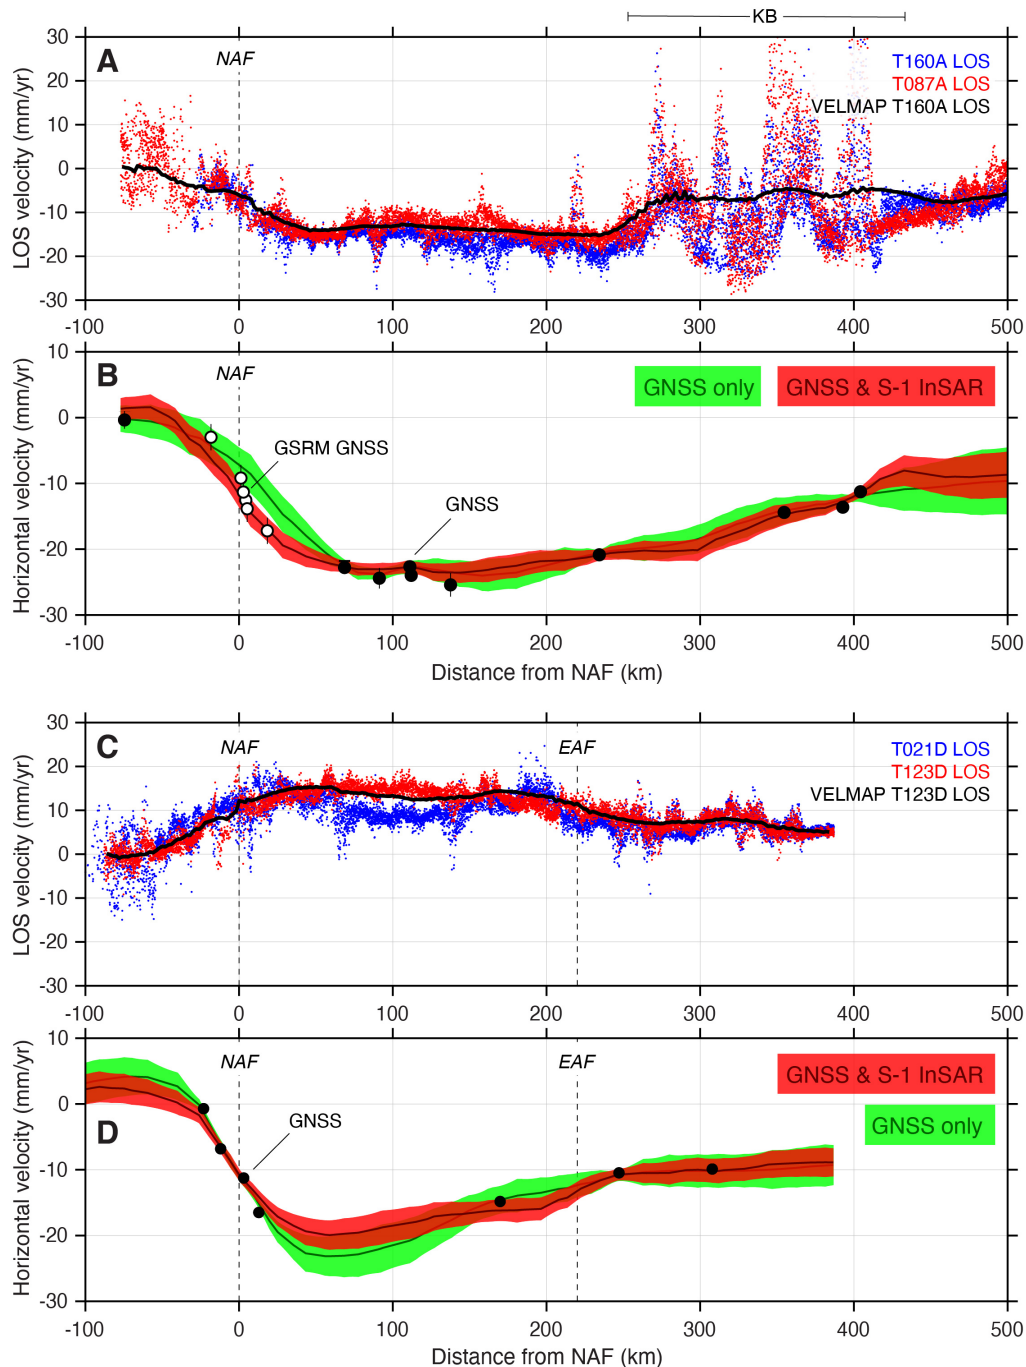 KB
A
NAF
T160A LOS
T087A LOS
VELMAP T160A LOS
LOS velocity (mm/yr)
30
20
10
0
-10
-20
-30
-100
0
100
200
300
400
500
B
NAF
GNSS only
GNSS & S-1 InSAR
GSRM GNSS
GNSS
Horizontal velocity (mm/yr)
10
0
-10
-20
-30
-100
0
100
200
300
400
500
Distance from NAF (km)
C
NAF
EAF
T021D LOS
T123D LOS
VELMAP T123D LOS
LOS velocity (mm/yr)
30
20
10
0
-10
-20
-30
-100
0
100
200
300
400
500
NAF
EAF
GNSS & S-1 InSAR
GNSS only
D
GNSS
Horizontal velocity (mm/yr)
10
0
-10
-20
-30
-100
0
100
200
300
400
500
Distance from NAF (km)